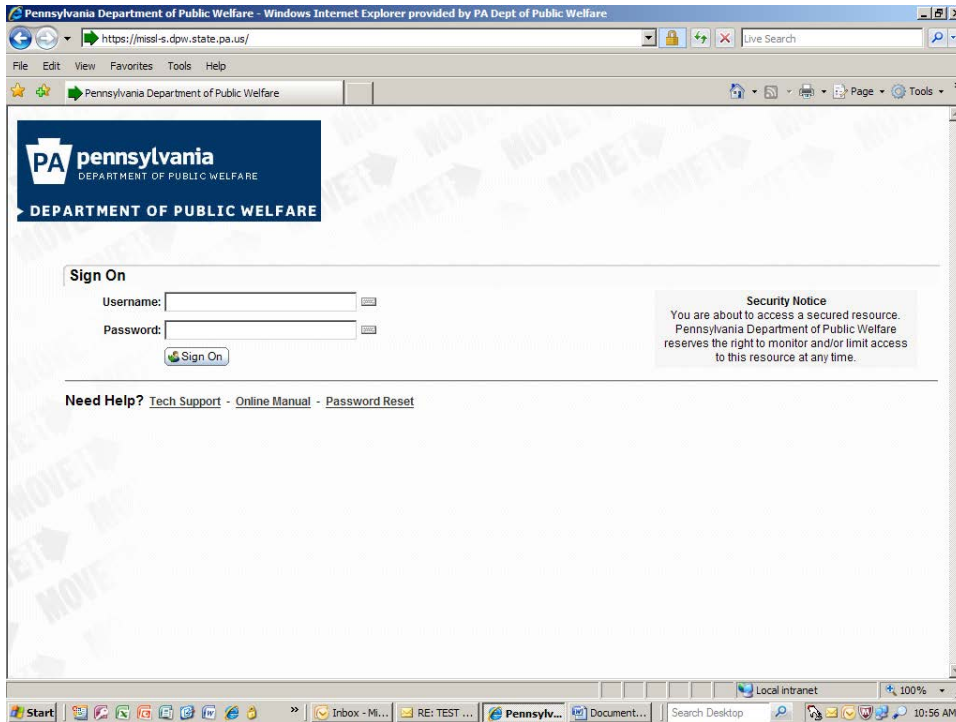 Pennsylvania Department of Public Welfare - Windows Internet Explorer provided by PA Dept of Public Welfare
https://missl-s.dpw.state.pa.us/
Live Search
File Edit View Favorites Tools Help
Pennsylvania Department of Public Welfare
Page Tools
PA pennsylvania
DEPARTMENT OF PUBLIC WELFARE
DEPARTMENT OF PUBLIC WELFARE
Sign On
Username:
Password:
Sign On
Security Notice
You are about to access a secured resource.
Pennsylvania Department of Public Welfare
reserves the right to monitor and/or limit access
to this resource at any time.
Need Help? Tech Support - Online Manual - Password Reset
MOVEit
Local intranet 100%
Start » Inbox - Mi... RE: TEST ... Pennsylv... Document... Search Desktop 10:56 AM